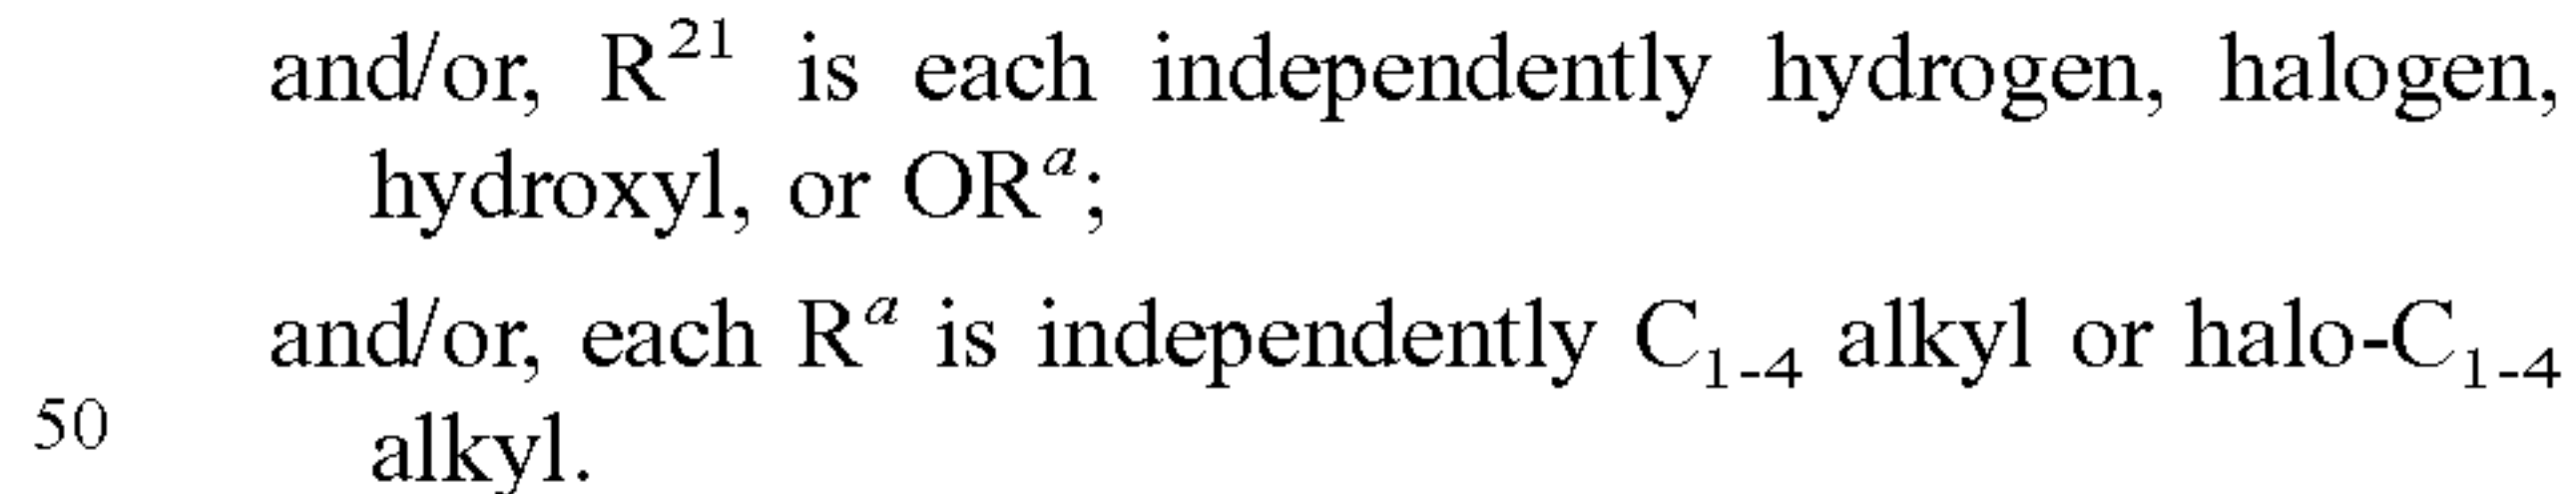 and/or, R²¹ is each independently hydrogen, halogen,
hydroxyl, or ORᵃ;
and/or, each Rᵃ is independently C₁₋₄ alkyl or halo-C₁₋₄
50 alkyl.